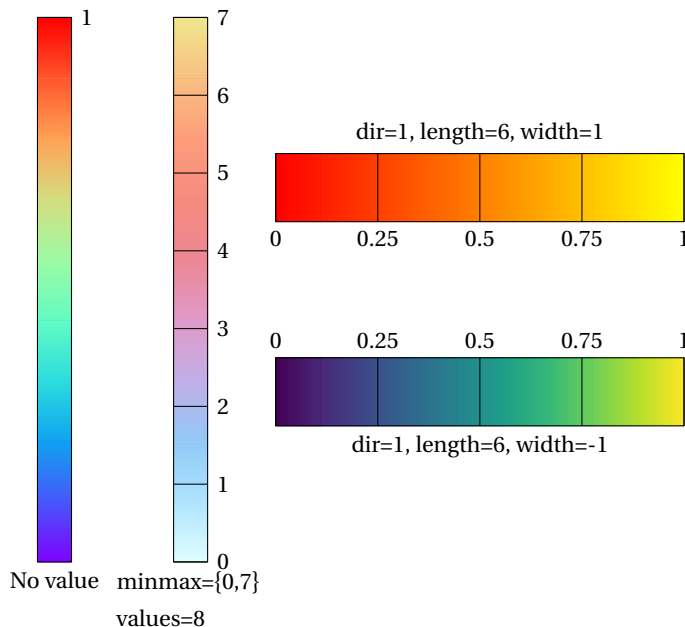 1
7
6
5
4
3
2
1
0
No value
minmax={0,7}
values=8
dir=1, length=6, width=1
0 0.25 0.5 0.75 1
0 0.25 0.5 0.75 1
dir=1, length=6, width=-1